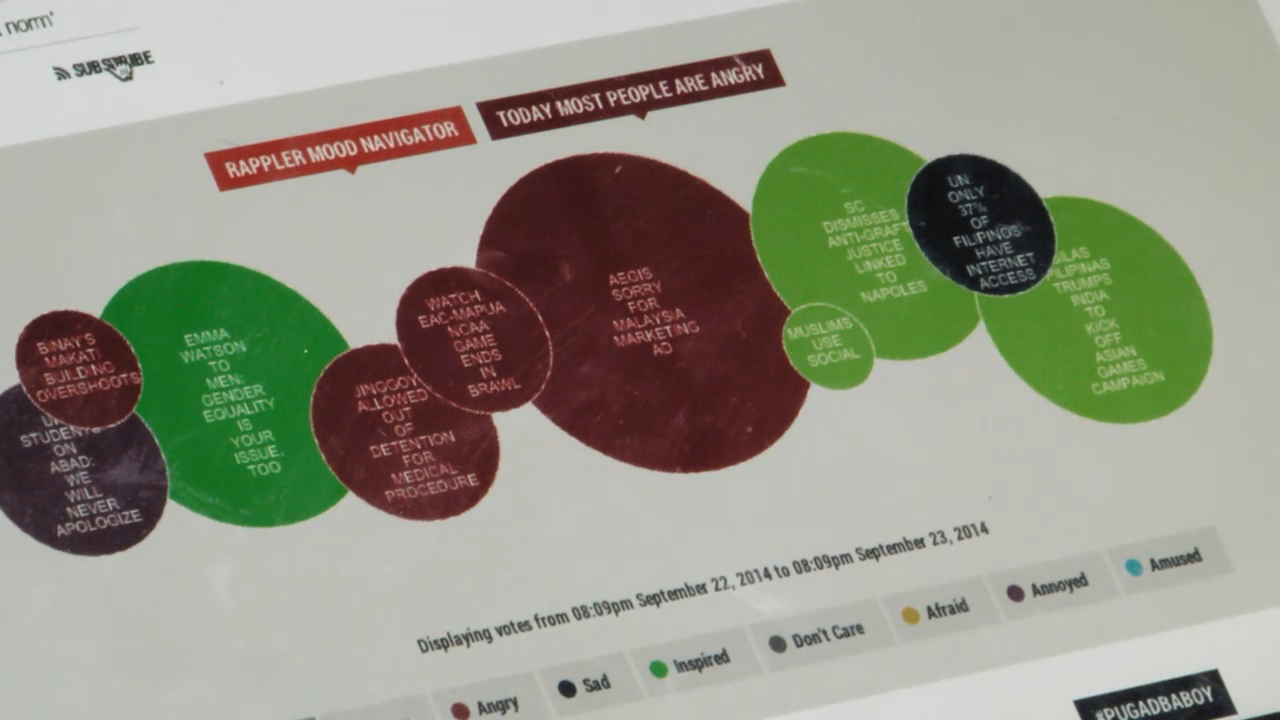 norm'
SUBSCRIBE
RAPPLER MOOD NAVIGATOR
TODAY MOST PEOPLE ARE ANGRY
BINAY'S
MAKATI
BUILDING
OVERSHOOTS
STUDENTS
ON
ABAD:
WE
WILL
NEVER
APOLOGIZE
EMMA
WATSON
TO
MEN:
GENDER
EQUALITY
IS
YOUR
ISSUE,
TOO
JINGGOY
ALLOWED
OUT
OF
DETENTION
FOR
MEDICAL
PROCEDURE
WATCH
EAC-MAPUA
NCAA
GAME
ENDS
IN
BRAWL
AEGIS
SORRY
FOR
MALAYSIA
MARKETING
AD
SC
DISMISSES
ANTI-GRAFT
JUSTICE
LINKED
TO
NAPOLES
MUSLIMS
USE
SOCIAL
UN
ONLY
37%
OF
FILIPINOS
HAVE
INTERNET
ACCESS
ILAS
PILIPINAS
TRUMPS
INDIA
TO
KICK
OFF
ASIAN
GAMES
CAMPAIGN
Displaying votes from 08:09pm September 22, 2014 to 08:09pm September 23, 2014
Angry
Sad
Inspired
Don't Care
Afraid
Annoyed
Amused
#PUGADBABOY